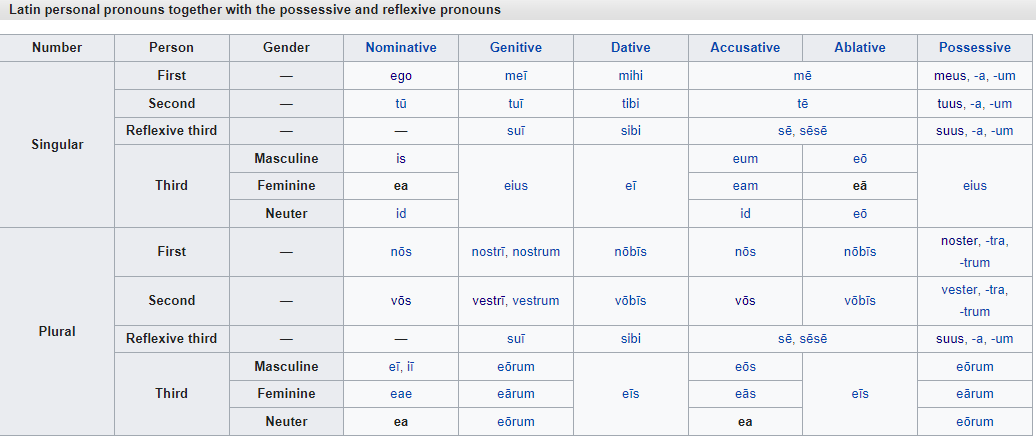 Latin personal pronouns together with the possessive and reflexive pronouns
Number Person Gender Nominative Genitive Dative Accusative Ablative Possessive
Singular First — ego meī mihi mē meus, -a, -um
Second — tū tuī tibi tē tuus, -a, -um
Reflexive third — — suī sibi sē, sēsē suus, -a, -um
Third Masculine is eius eī eum eō eius
Feminine ea eam eā
Neuter id id eō
Plural First — nōs nostrī, nostrum nōbīs nōs nōbīs noster, -tra,
-trum
Second — vōs vestrī, vestrum vōbīs vōs vōbīs vester, -tra,
-trum
Reflexive third — — suī sibi sē, sēsē suus, -a, -um
Third Masculine eī, iī eōrum eīs eōs eīs eōrum
Feminine eae eārum eās eārum
Neuter ea eōrum ea eōrum